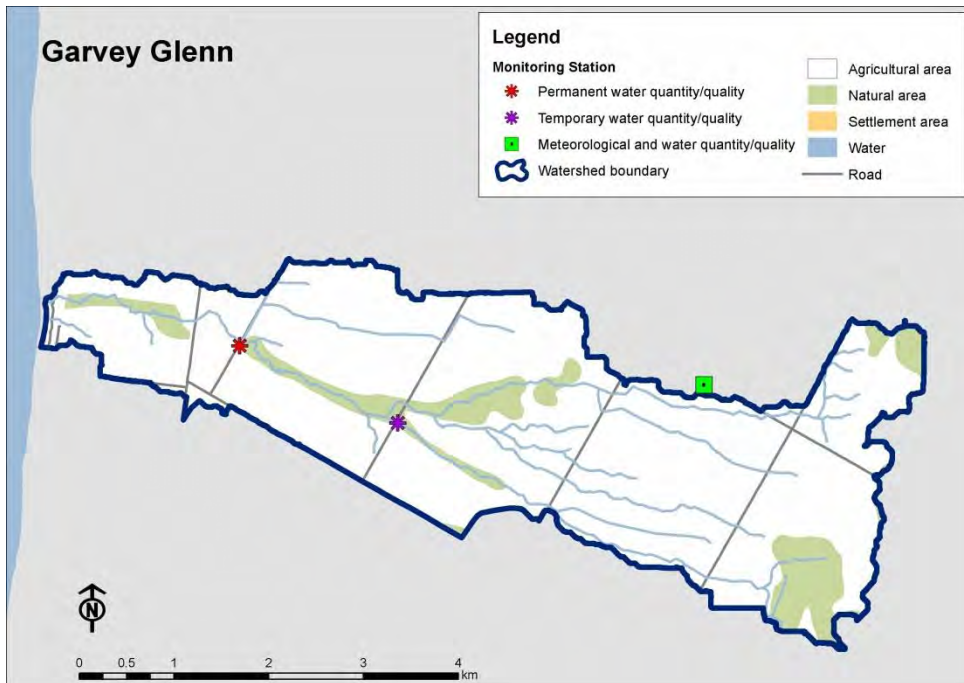 Garvey Glenn
Legend
Monitoring Station
Permanent water quantity/quality
Temporary water quantity/quality
Meteorological and water quantity/quality
Watershed boundary
Agricultural area
Natural area
Settlement area
Water
Road
N
0 0.5 1 2 3 4
km